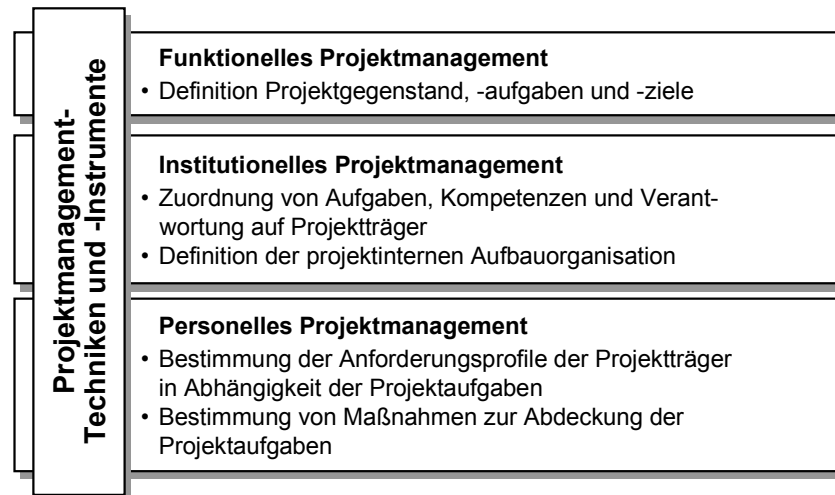 Projektmanagement-
Techniken und -Instrumente
Funktionelles Projektmanagement
• Definition Projektgegenstand, -aufgaben und -ziele
Institutionelles Projektmanagement
• Zuordnung von Aufgaben, Kompetenzen und Verant-
wortung auf Projektträger
• Definition der projektinternen Aufbauorganisation
Personelles Projektmanagement
• Bestimmung der Anforderungsprofile der Projektträger
in Abhängigkeit der Projektaufgaben
• Bestimmung von Maßnahmen zur Abdeckung der
Projektaufgaben